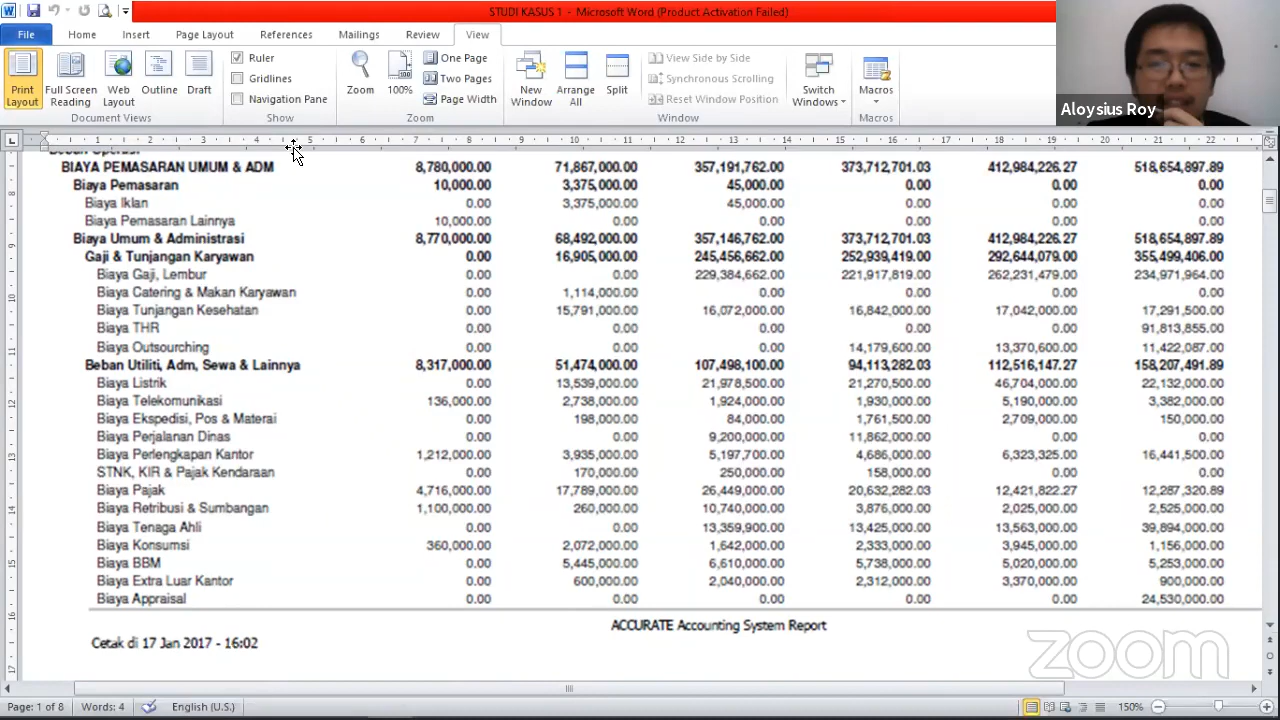 STUDI KASUS 1 - Microsoft Word (Product Activation Failed)
File Home Insert Page Layout References Mailings Review View
Print Layout
Full Screen Reading
Web Layout
Outline
Draft
Document Views
Ruler
Gridlines
Navigation Pane
Show
Zoom
100%
One Page
Two Pages
Page Width
Zoom
New Window
Arrange All
Split
View Side by Side
Synchronous Scrolling
Reset Window Position
Window
Switch Windows
Macros
Macros
Aloysius Roy
1 2 3 4 5 6 7 8 9 10 11 12 13 14 15 16 17 18 19 20 21 22
BIAYA PEMASARAN UMUM & ADM 8,780,000.00 71,867,000.00 357,191,762.00 373,712,701.03 412,984,226.27 518,654,897.89
Biaya Pemasaran 10,000.00 3,375,000.00 45,000.00 0.00 0.00 0.00
Biaya Iklan 0.00 3,375,000.00 45,000.00 0.00 0.00 0.00
Biaya Pemasaran Lainnya 10,000.00 0.00 0.00 0.00 0.00 0.00
Biaya Umum & Administrasi 8,770,000.00 68,492,000.00 357,146,762.00 373,712,701.03 412,984,226.27 518,654,897.89
Gaji & Tunjangan Karyawan 0.00 16,905,000.00 245,456,662.00 252,939,419.00 292,644,079.00 355,499,406.00
Biaya Gaji, Lembur 0.00 0.00 229,384,662.00 221,917,819.00 262,231,479.00 234,971,964.00
Biaya Catering & Makan Karyawan 0.00 1,114,000.00 0.00 0.00 0.00 0.00
Biaya Tunjangan Kesehatan 0.00 15,791,000.00 16,072,000.00 16,842,000.00 17,042,000.00 17,291,500.00
Biaya THR 0.00 0.00 0.00 0.00 0.00 91,813,855.00
Biaya Outsourching 0.00 0.00 0.00 14,179,600.00 13,370,600.00 11,422,087.00
Beban Utiliti, Adm, Sewa & Lainnya 8,317,000.00 51,474,000.00 107,498,100.00 94,113,282.03 112,516,147.27 158,207,491.89
Biaya Listrik 0.00 13,539,000.00 21,978,500.00 21,270,500.00 46,704,000.00 22,132,000.00
Biaya Telekomunikasi 136,000.00 2,738,000.00 1,924,000.00 1,930,000.00 5,190,000.00 3,382,000.00
Biaya Ekspedisi, Pos & Materai 0.00 198,000.00 84,000.00 1,761,500.00 2,709,000.00 150,000.00
Biaya Perjalanan Dinas 0.00 0.00 9,200,000.00 11,862,000.00 0.00 0.00
Biaya Perlengkapan Kantor 1,212,000.00 3,935,000.00 5,197,700.00 4,686,000.00 6,323,325.00 16,441,500.00
STNK, KIR & Pajak Kendaraan 0.00 170,000.00 250,000.00 158,000.00 0.00 0.00
Biaya Pajak 4,716,000.00 17,789,000.00 26,449,000.00 20,632,282.03 12,421,822.27 12,287,320.89
Biaya Retribusi & Sumbangan 1,100,000.00 260,000.00 10,740,000.00 3,876,000.00 2,025,000.00 2,525,000.00
Biaya Tenaga Ahli 0.00 0.00 13,359,900.00 13,425,000.00 13,563,000.00 39,894,000.00
Biaya Konsumsi 360,000.00 2,072,000.00 1,642,000.00 2,333,000.00 3,945,000.00 1,156,000.00
Biaya BBM 0.00 5,445,000.00 6,610,000.00 5,738,000.00 5,020,000.00 5,253,000.00
Biaya Extra Luar Kantor 0.00 600,000.00 2,040,000.00 2,312,000.00 3,370,000.00 900,000.00
Biaya Appraisal 0.00 0.00 0.00 0.00 0.00 24,530,000.00
ACCURATE Accounting System Report
Cetak di 17 Jan 2017 - 16:02
zoom
Page: 1 of 8 Words: 4 English (U.S.) 150%